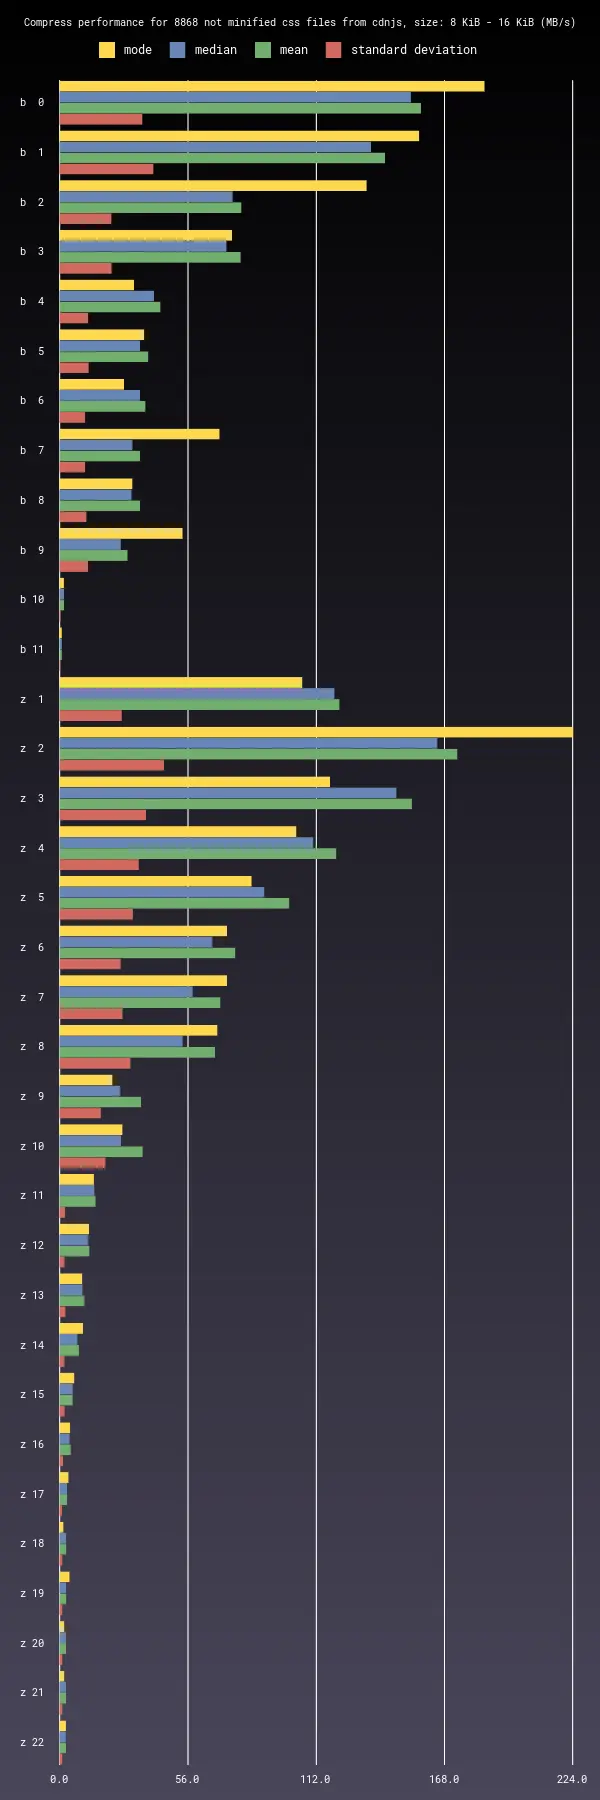 Compress performance for 8868 not minified css files from cdnjs, size: 8 KiB - 16 KiB (MB/s)
mode median mean standard deviation
b 0
b 1
b 2
b 3
b 4
b 5
b 6
b 7
b 8
b 9
b 10
b 11
z 1
z 2
z 3
z 4
z 5
z 6
z 7
z 8
z 9
z 10
z 11
z 12
z 13
z 14
z 15
z 16
z 17
z 18
z 19
z 20
z 21
z 22
0.0 56.0 112.0 168.0 224.0